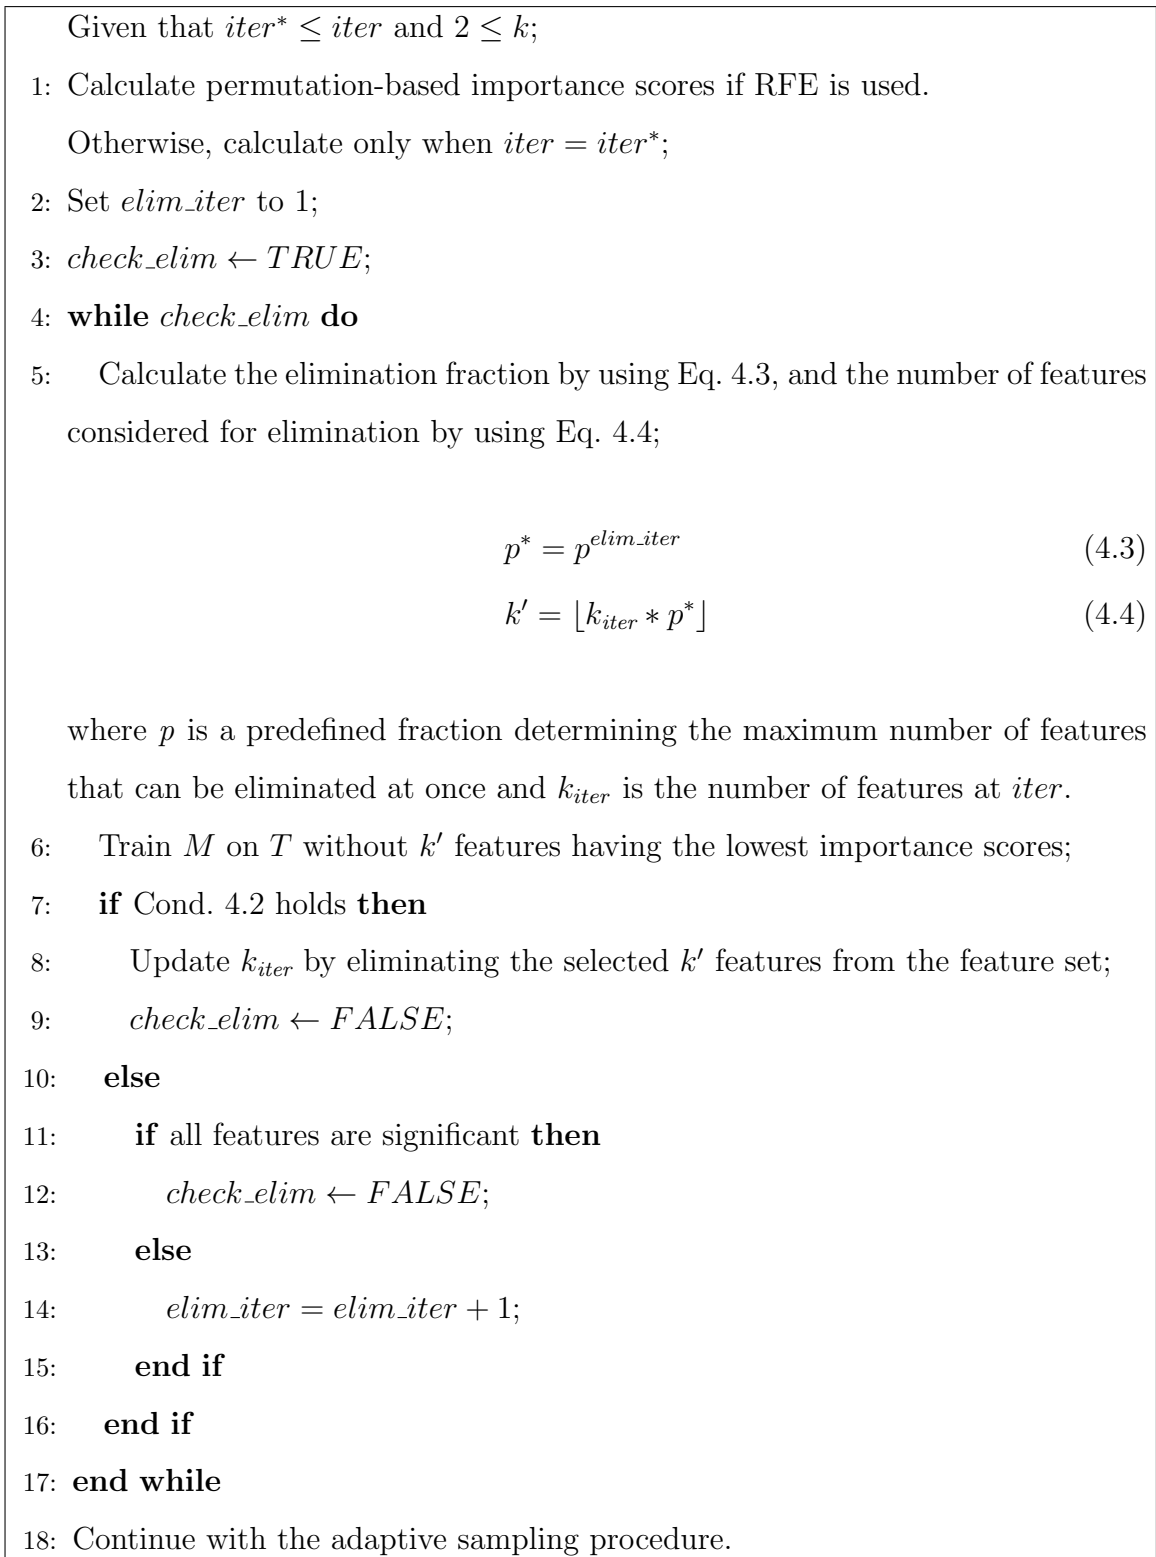 Given that iter* ≤ iter and 2 ≤ k;
1: Calculate permutation-based importance scores if RFE is used.
Otherwise, calculate only when iter = iter*;
2: Set elim_iter to 1;
3: check_elim ← TRUE;
4: while check_elim do
5: Calculate the elimination fraction by using Eq. 4.3, and the number of features
considered for elimination by using Eq. 4.4;
p* = p^{elim_iter} (4.3)
k′ = ⌊k_{iter} * p*⌋ (4.4)
where p is a predefined fraction determining the maximum number of features
that can be eliminated at once and k_{iter} is the number of features at iter.
6: Train M on T without k′ features having the lowest importance scores;
7: if Cond. 4.2 holds then
8: Update k_{iter} by eliminating the selected k′ features from the feature set;
9: check_elim ← FALSE;
10: else
11: if all features are significant then
12: check_elim ← FALSE;
13: else
14: elim_iter = elim_iter + 1;
15: end if
16: end if
17: end while
18: Continue with the adaptive sampling procedure.